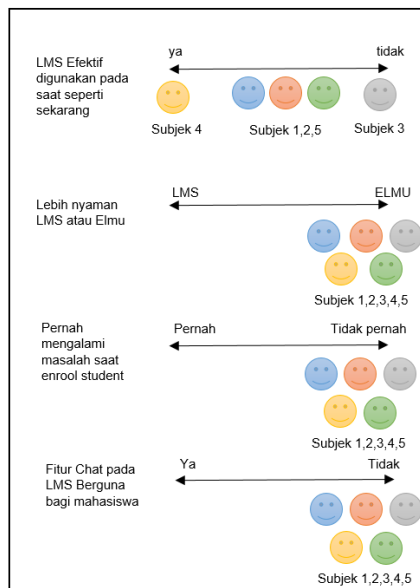 LMS Efektif
digunakan pada
saat seperti
sekarang
ya tidak
Subjek 4 Subjek 1,2,5 Subjek 3
Lebih nyaman
LMS atau Elmu
LMS ELMU
Subjek 1,2,3,4,5
Pernah
mengalami
masalah saat
enrool student
Pernah Tidak pernah
Subjek 1,2,3,4,5
Fitur Chat pada
LMS Berguna
bagi mahasiswa
Ya Tidak
Subjek 1,2,3,4,5